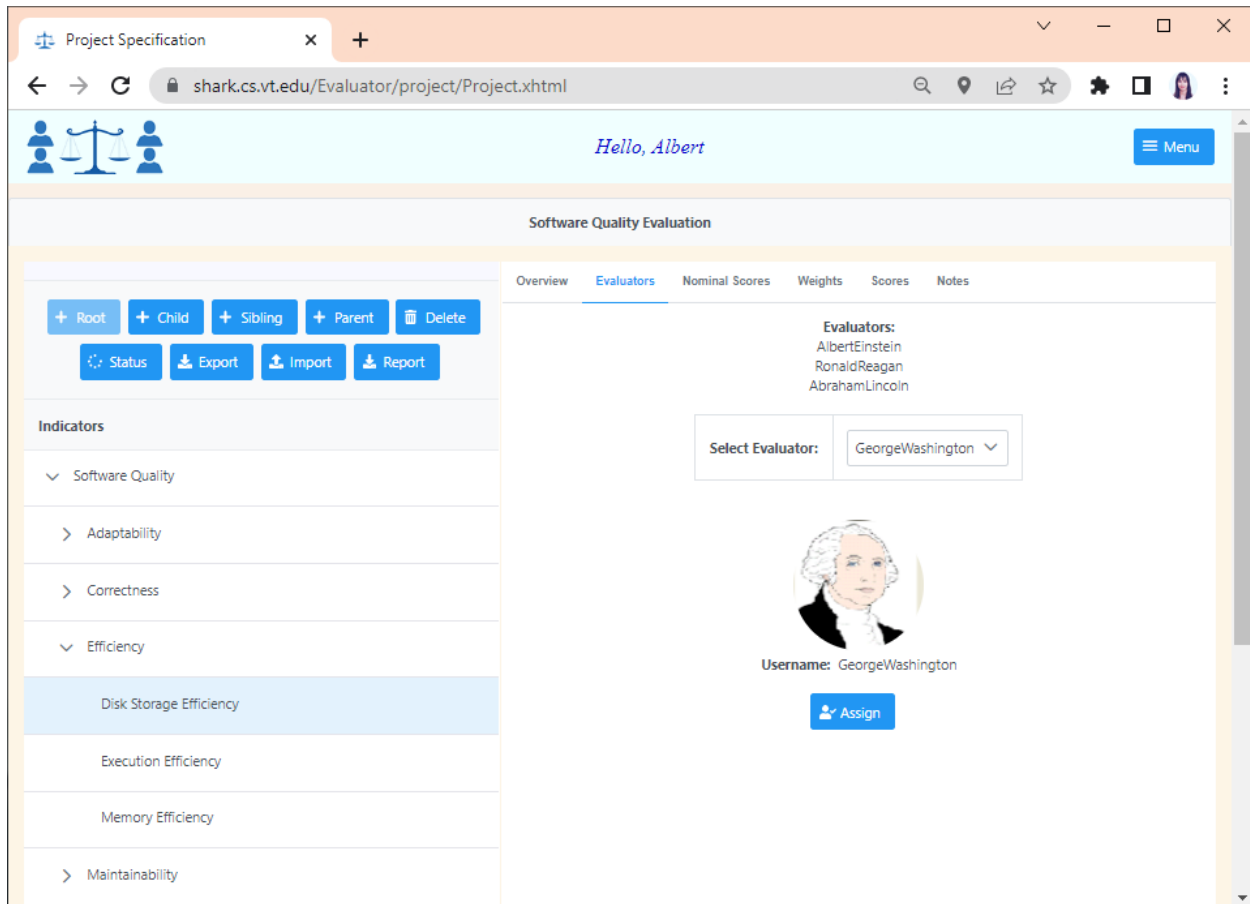 Project Specification
shark.cs.vt.edu/Evaluator/project/Project.xhtml
Hello, Albert
Menu
Software Quality Evaluation
Root Child Sibling Parent Delete
Status Export Import Report
Indicators
Software Quality
Adaptability
Correctness
Efficiency
Disk Storage Efficiency
Execution Efficiency
Memory Efficiency
Maintainability
Overview Evaluators Nominal Scores Weights Scores Notes
Evaluators:
AlbertEinstein
RonaldReagan
AbrahamLincoln
Select Evaluator: GeorgeWashington
Username: GeorgeWashington
Assign